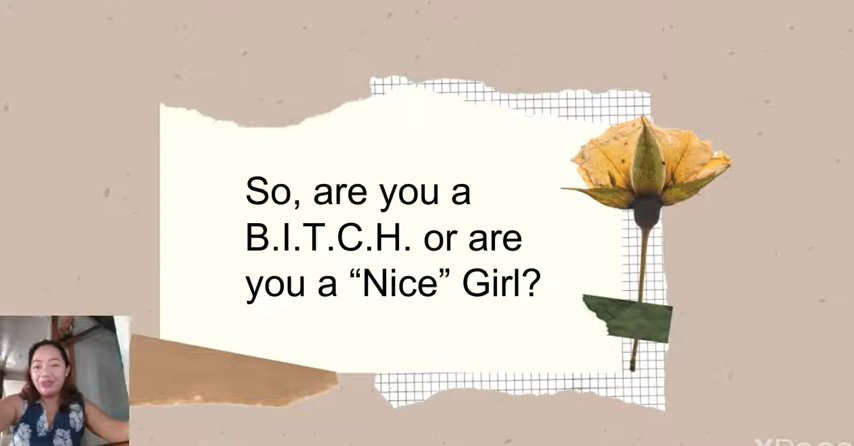 So, are you a
B.I.T.C.H. or are
you a “Nice” Girl?